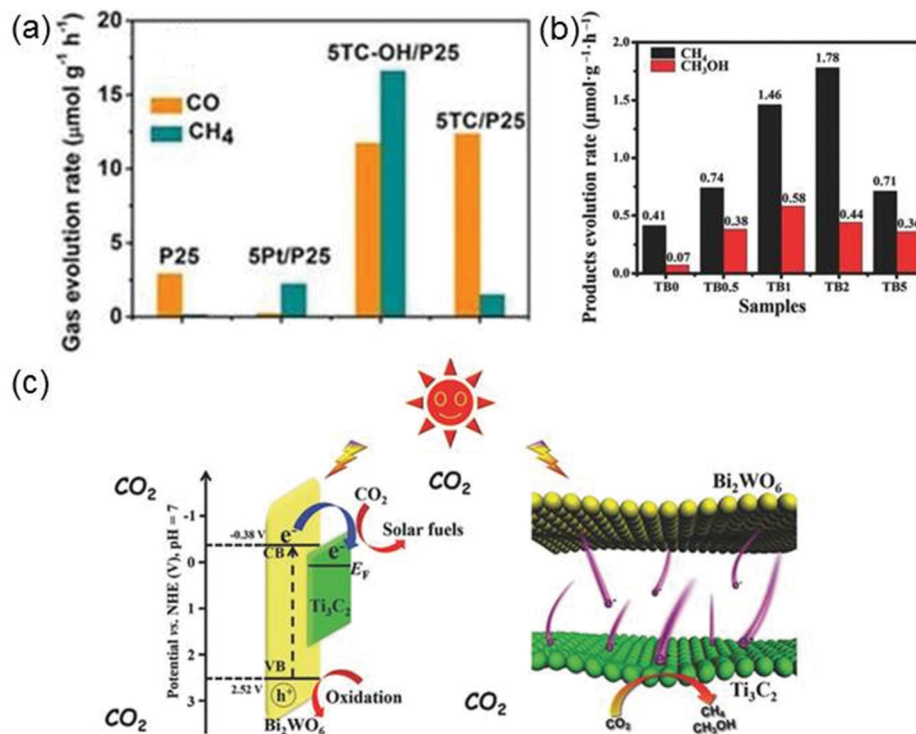 (a)
Gas evolution rate (μmol g⁻¹ h⁻¹)
20
15
10
5
0
CO
CH₄
P25
5Pt/P25
5TC-OH/P25
5TC/P25
(b)
Products evolution rate (μmol·g⁻¹·h⁻¹)
2.0
1.5
1.0
0.5
0.0
CH₄
CH₃OH
0.41
0.07
0.74
0.38
1.46
0.58
1.78
0.44
0.71
TB0
TB0.5
TB1
TB2
TB5
Samples
(c)
CO₂
CO₂
Potential vs. NHE (V), pH = 7
-1
0
1
2
3
-0.38 V
CB
e⁻
e⁻
CO₂
Solar fuels
E_F
Ti₃C₂
VB
2.52 V
h⁺
Oxidation
Bi₂WO₆
CO₂
CO₂
Bi₂WO₆
Ti₃C₂
CO₂
CH₄
CH₃OH